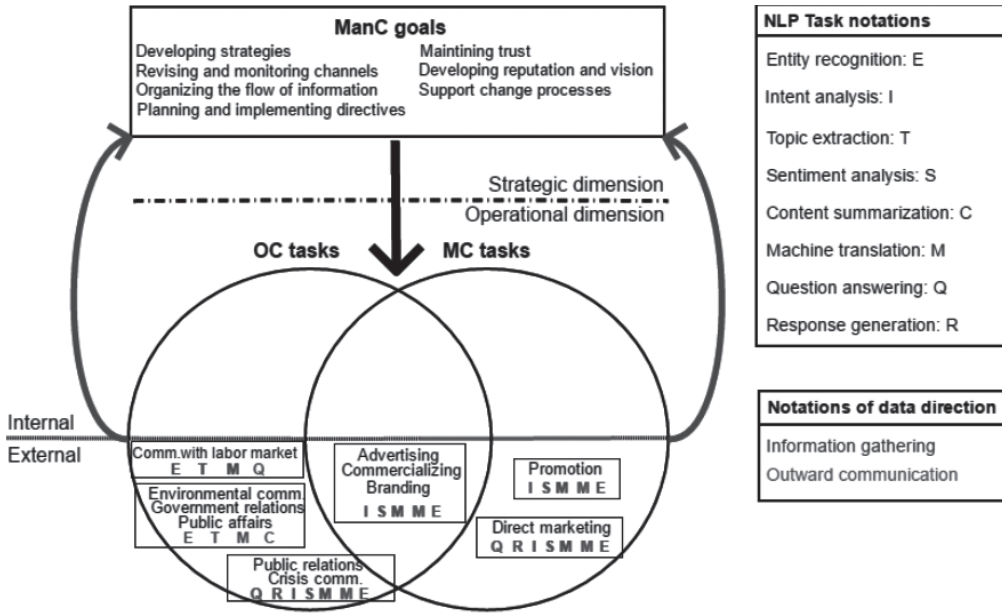 ManC goals
Developing strategies
Revising and monitoring channels
Organizing the flow of information
Planning and implementing directives
Maintining trust
Developing reputation and vision
Support change processes
Strategic dimension
Operational dimension
OC tasks
MC tasks
Internal
External
Comm.with labor market
E T M Q
Environmental comm.
Government relations
Public affairs
E T M C
Public relations
Crisis comm.
Q R I S M M E
Advertising
Commercializing
Branding
I S M M E
Promotion
I S M M E
Direct marketing
Q R I S M M E
NLP Task notations
Entity recognition: E
Intent analysis: I
Topic extraction: T
Sentiment analysis: S
Content summarization: C
Machine translation: M
Question answering: Q
Response generation: R
Notations of data direction
Information gathering
Outward communication